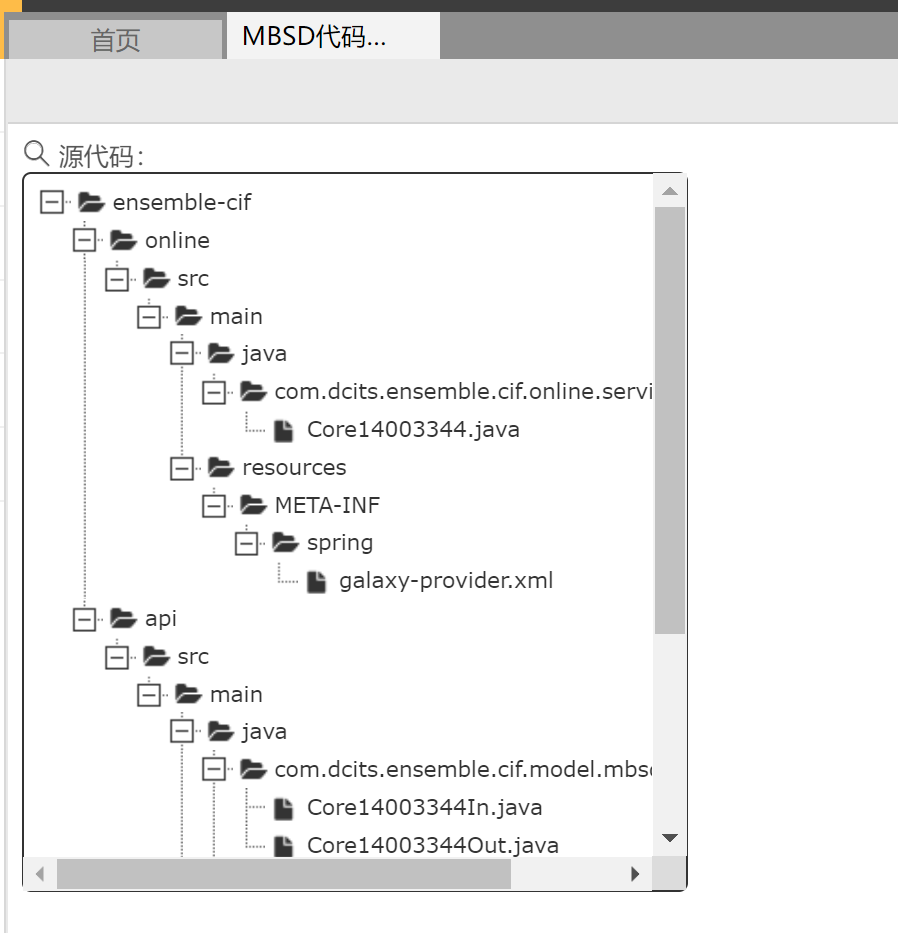 首页
MBSD代码...
源代码：
ensemble-cif
online
src
main
java
com.dcits.ensemble.cif.online.servi
Core14003344.java
resources
META-INF
spring
galaxy-provider.xml
api
src
main
java
com.dcits.ensemble.cif.model.mbs
Core14003344In.java
Core14003344Out.java